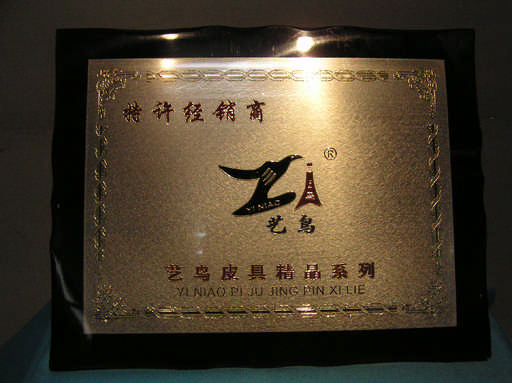 特许经销商
®
YI NIAO
艺鸟
艺鸟皮具精品系列
YI NIAO PI JU JING PIN XI LIE